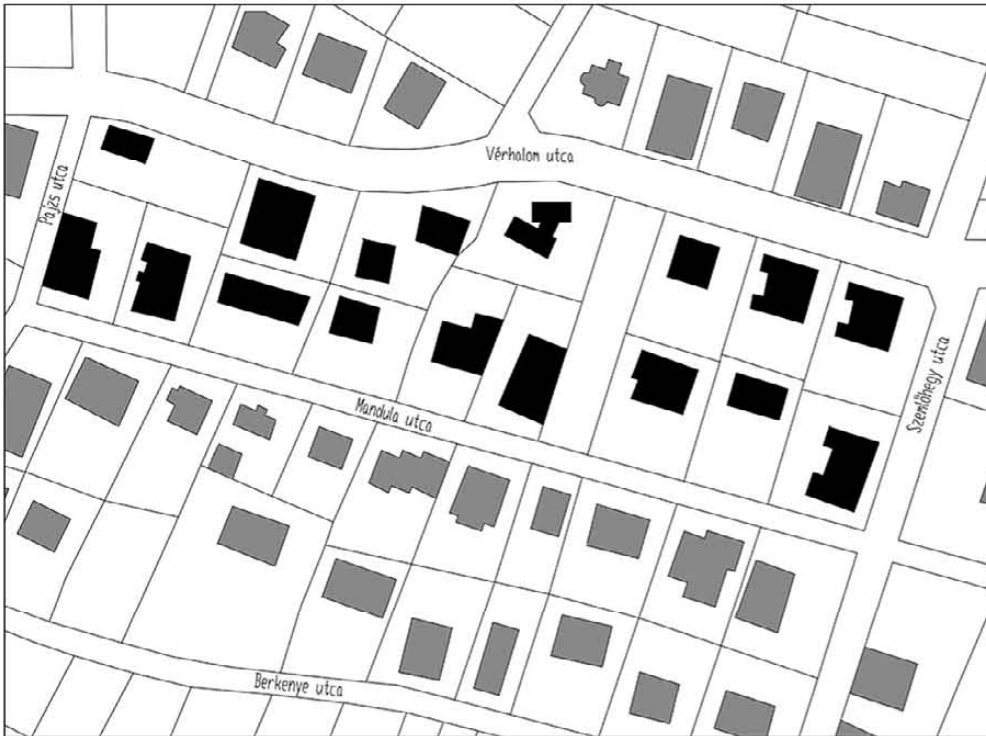 Vérhalom utca
Pajzs utca
Mandula utca
Szemlőhegy utca
Berkenye utca